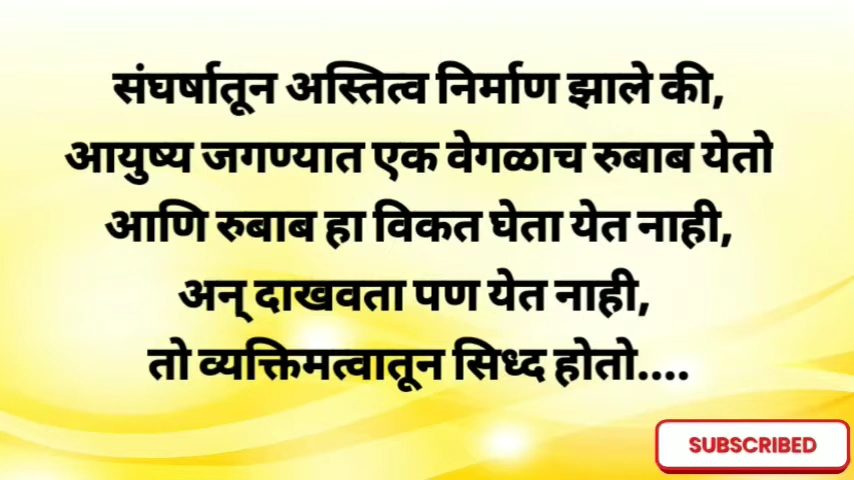 संघर्षातून अस्तित्व निर्माण झाले की,
आयुष्य जगण्यात एक वेगळाच रुबाब येतो
आणि रुबाब हा विकत घेता येत नाही,
अन् दाखवता पण येत नाही,
तो व्यक्तिमत्वातून सिध्द होतो....
SUBSCRIBED